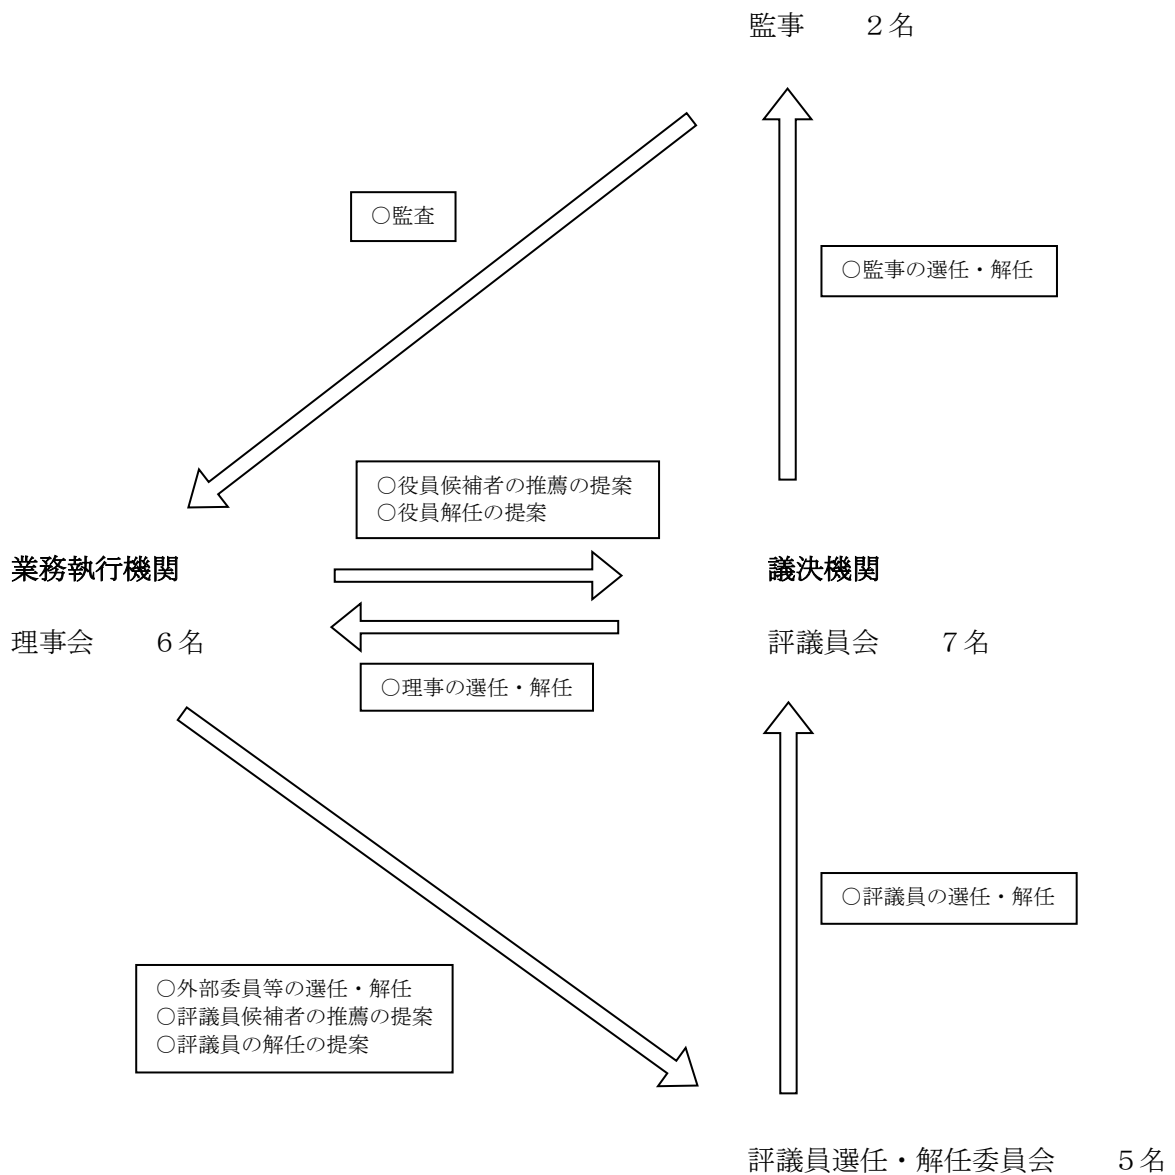 監事　　２名
○監査
○監事の選任・解任
○役員候補者の推薦の提案
○役員解任の提案
業務執行機関
議決機関
理事会　　６名
評議員会　　７名
○理事の選任・解任
○評議員の選任・解任
○外部委員等の選任・解任
○評議員候補者の推薦の提案
○評議員の解任の提案
評議員選任・解任委員会　　５名